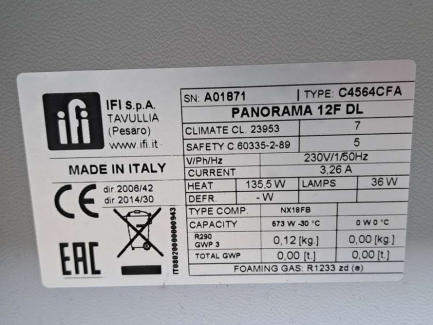 ifi
IFI S.p.A.
TAVULLIA
(Pesaro)
www.ifi.it
MADE IN ITALY
CE
dir 2006/42
dir 2014/30
EAC
IT08020000000943
SN: A01871 | TYPE: C4564CFA
PANORAMA 12F DL
CLIMATE CL. 23953 7
SAFETY C.60335-2-89 5
V/Ph/Hz 230V/1/50Hz
CURRENT 3,26 A
HEAT 135,5 W LAMPS 36 W
DEFR. - W
TYPE COMP. NX18FB
CAPACITY 673 W -30 °C 0 W 0 °C
R290
GWP 3 0,12 [kg.] 0,00 [kg.]
TOTAL GWP 0,00 [t.] 0,00 [t.]
FOAMING GAS: R1233 zd (e)